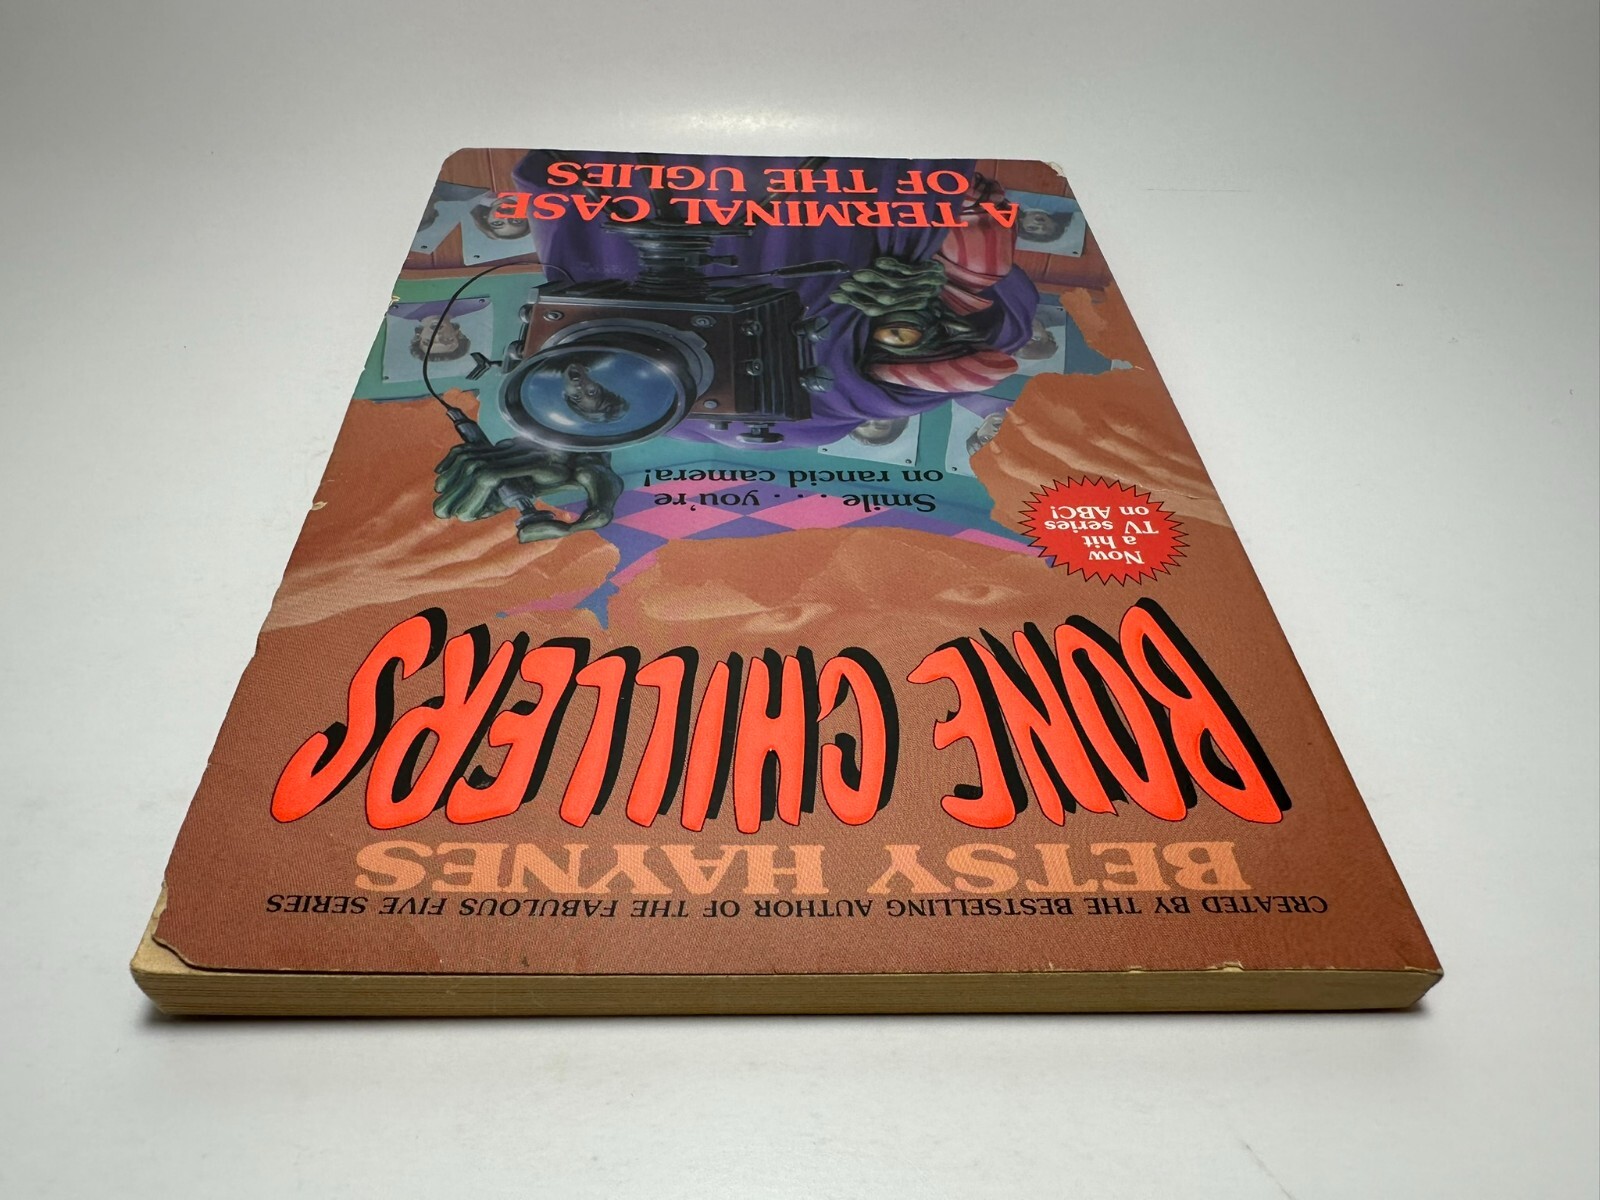 CREATED BY THE BESTSELLING AUTHOR OF THE FABULOUS FIVE SERIES
BETSY HAYNES
BONE CHILLERS
Now
a hit
TV series
on ABC!
Smile . . . you're
on rancid camera!
A TERMINAL CASE
OF THE UGLIES